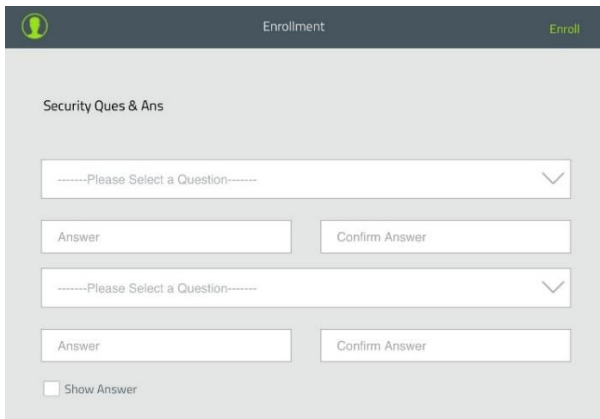 Enrollment
Enroll
Security Ques & Ans
-------Please Select a Question-------
Answer
Confirm Answer
-------Please Select a Question-------
Answer
Confirm Answer
Show Answer